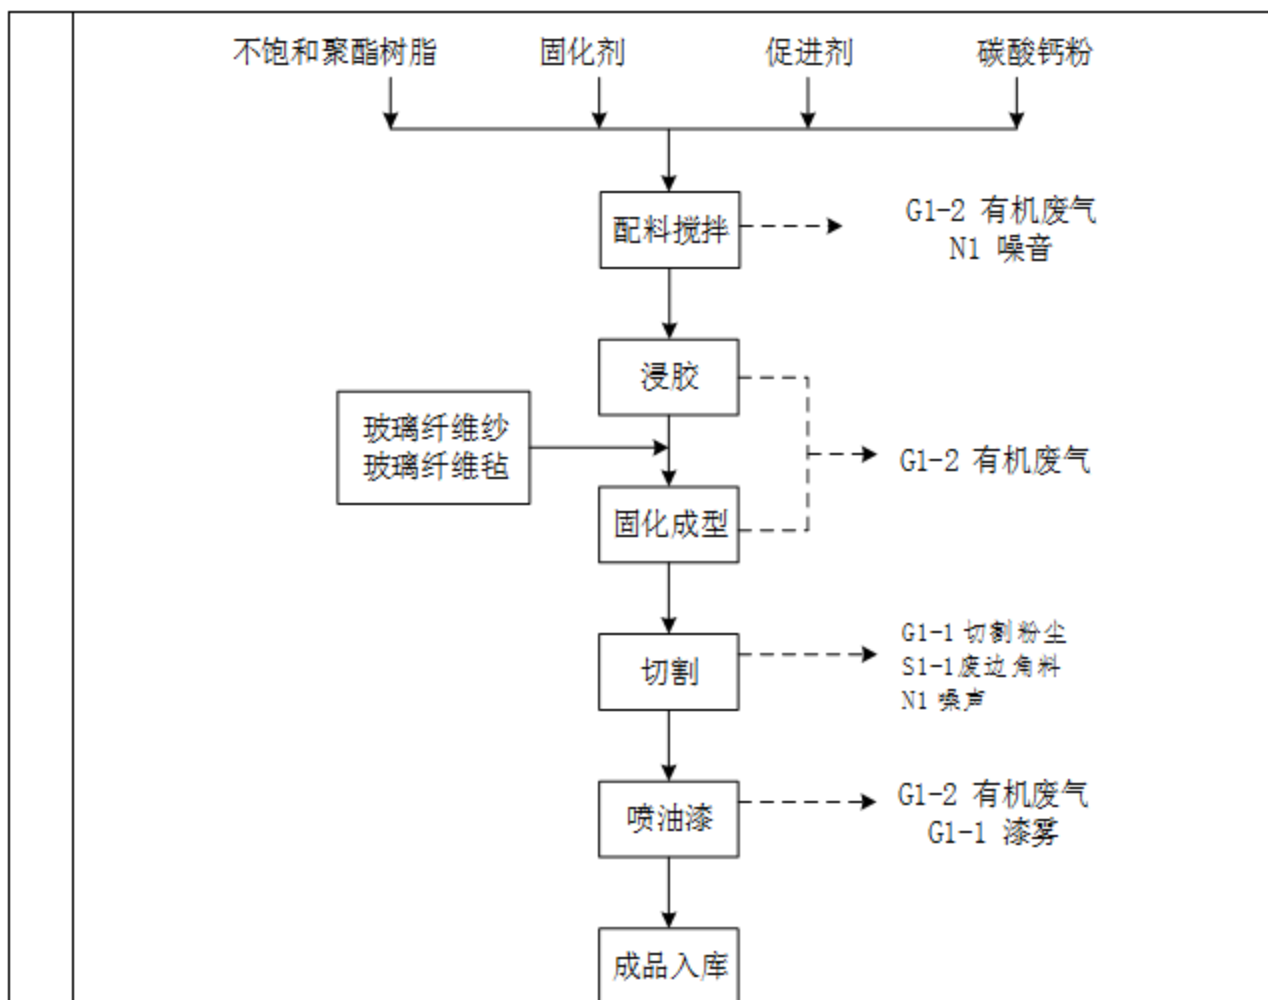 不饱和聚酯树脂 固化剂 促进剂 碳酸钙粉
配料搅拌
G1-2 有机废气
N1 噪音
浸胶
玻璃纤维纱
玻璃纤维毡
G1-2 有机废气
固化成型
切割
G1-1 切割粉尘
S1-1废边角料
N1 噪声
喷油漆
G1-2 有机废气
G1-1 漆雾
成品入库